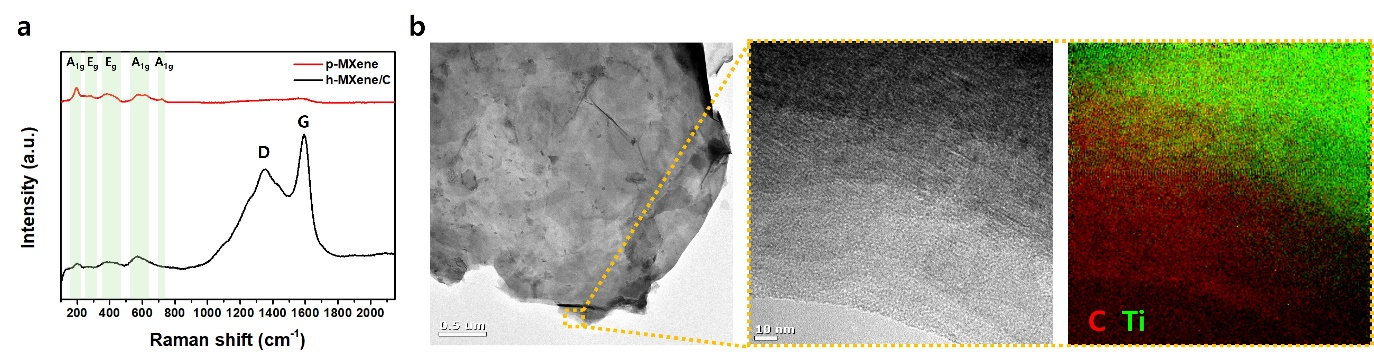 a
A1g Eg Eg A1g A1g
p-MXene
h-MXene/C
D
G
Intensity (a.u.)
200 400 600 800 1000 1200 1400 1600 1800 2000
Raman shift (cm-1)
b
0.5 µm
10 nm
C Ti